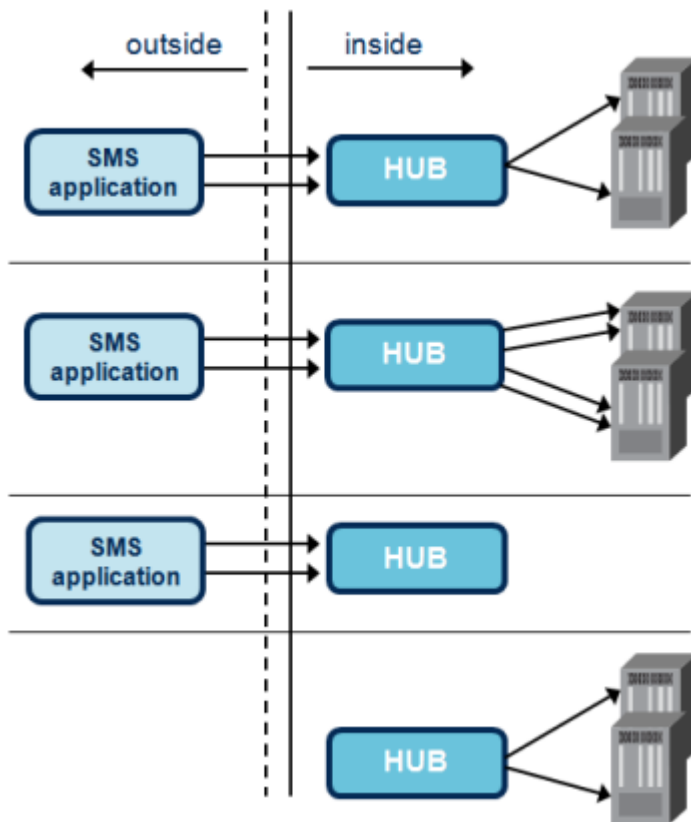 outside
inside
SMS
application
HUB
SMS
application
HUB
SMS
application
HUB
HUB